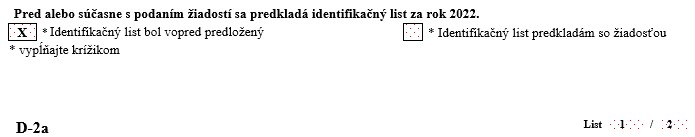 Pred alebo súčasne s podaním žiadostí sa predkladá identifikačný list za rok 2022.
X * Identifikačný list bol vopred predložený * Identifikačný list predkladám so žiadosťou
* vypĺňajte krížikom
D-2a List 1 / 2